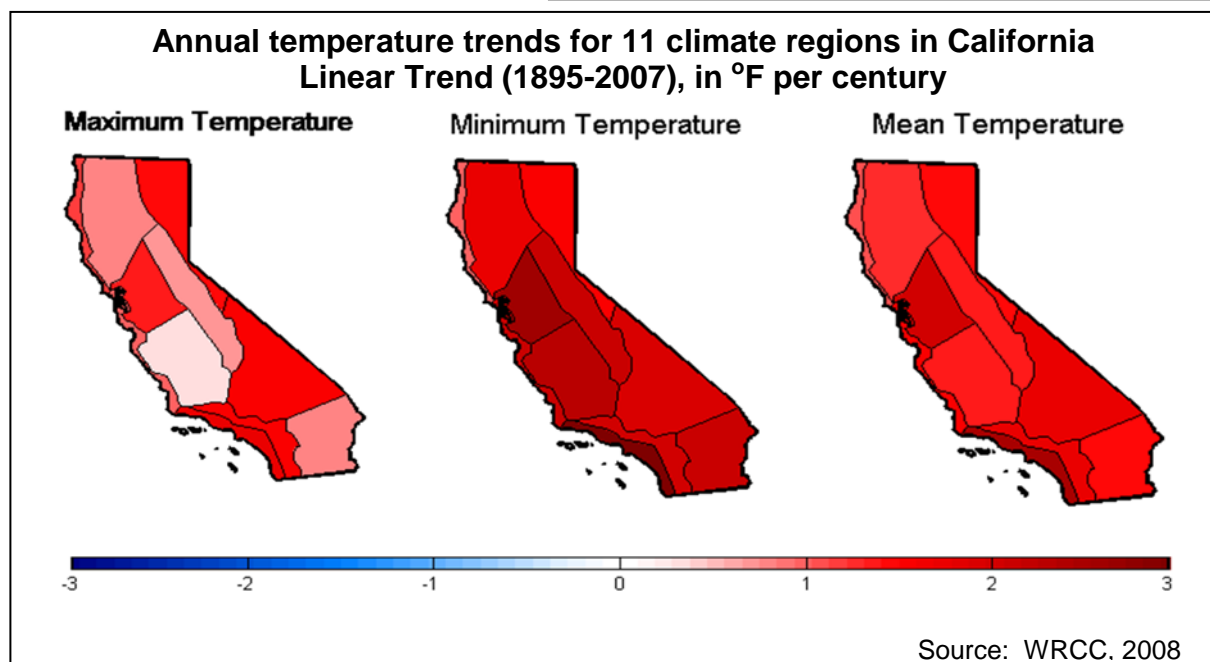 Annual temperature trends for 11 climate regions in California
Linear Trend (1895-2007), in °F per century
Maximum Temperature Minimum Temperature Mean Temperature
-3 -2 -1 0 1 2 3
Source: WRCC, 2008